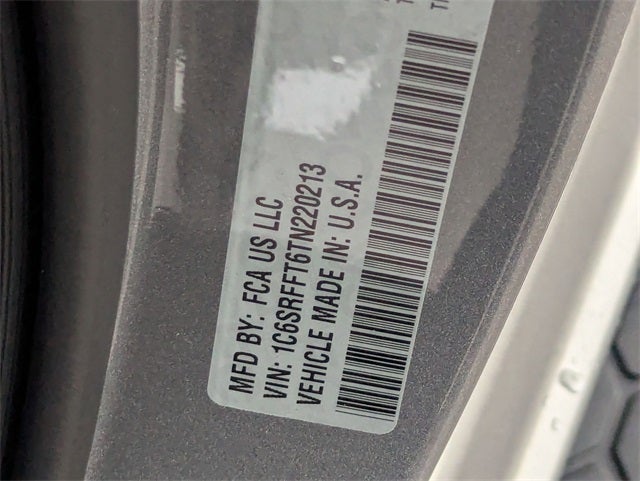 MFD BY: FCA US LLC
VIN: 1C6SRFFT6TN220213
VEHICLE MADE IN: U.S.A.